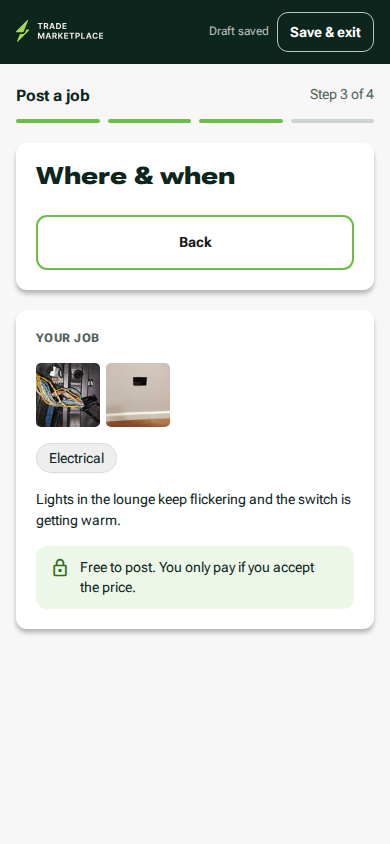 TRADE
MARKETPLACE
Draft saved
Save & exit
Post a job
Step 3 of 4
Where & when
Back
YOUR JOB
Electrical
Lights in the lounge keep flickering and the switch is
getting warm.
Free to post. You only pay if you accept
the price.